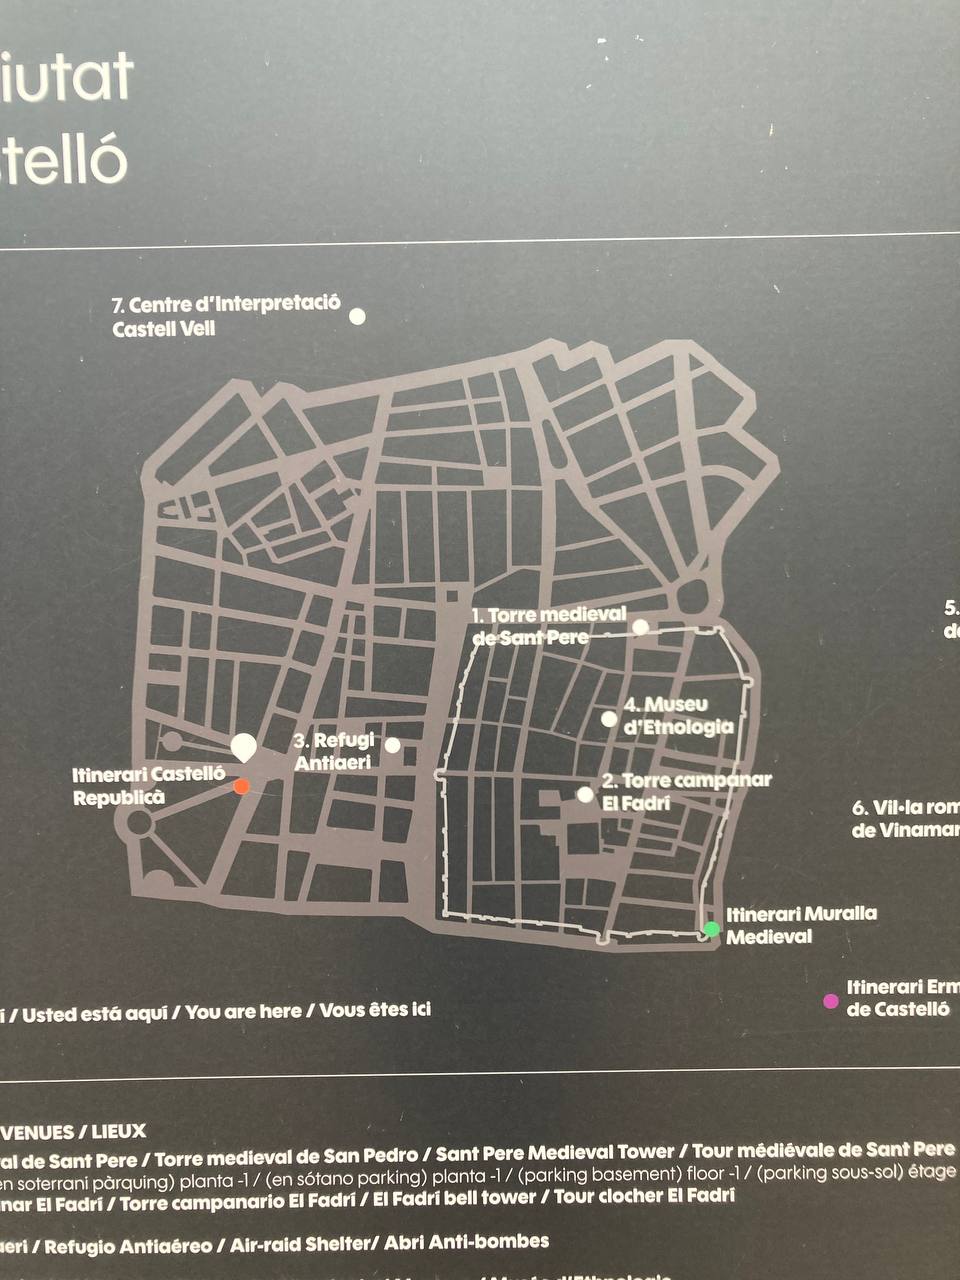 iutat
stelló
7. Centre d'Interpretació
Castell Vell
1. Torre medieval
de Sant Pere
5.
4. Museu
d'Etnologia
3. Refugi
Antiaeri
Itinerari Castelló
Republicà
2. Torre campanar
El Fadrí
6. Vil·la rom
de Vinamar
Itinerari Muralla
Medieval
Itinerari Erm
de Castelló
í / Usted está aquí / You are here / Vous êtes ici
VENUES / LIEUX
al de Sant Pere / Torre medieval de San Pedro / Sant Pere Medieval Tower / Tour médiévale de Sant Pere
en soterrani pàrquing) planta -1 / (en sótano parking) planta -1 / (parking basement) floor -1 / (parking sous-sol) étage
nar El Fadrí / Torre campanario El Fadrí / El Fadrí bell tower / Tour clocher El Fadrí
aeri / Refugio Antiaéreo / Air-raid Shelter/ Abri Anti-bombes